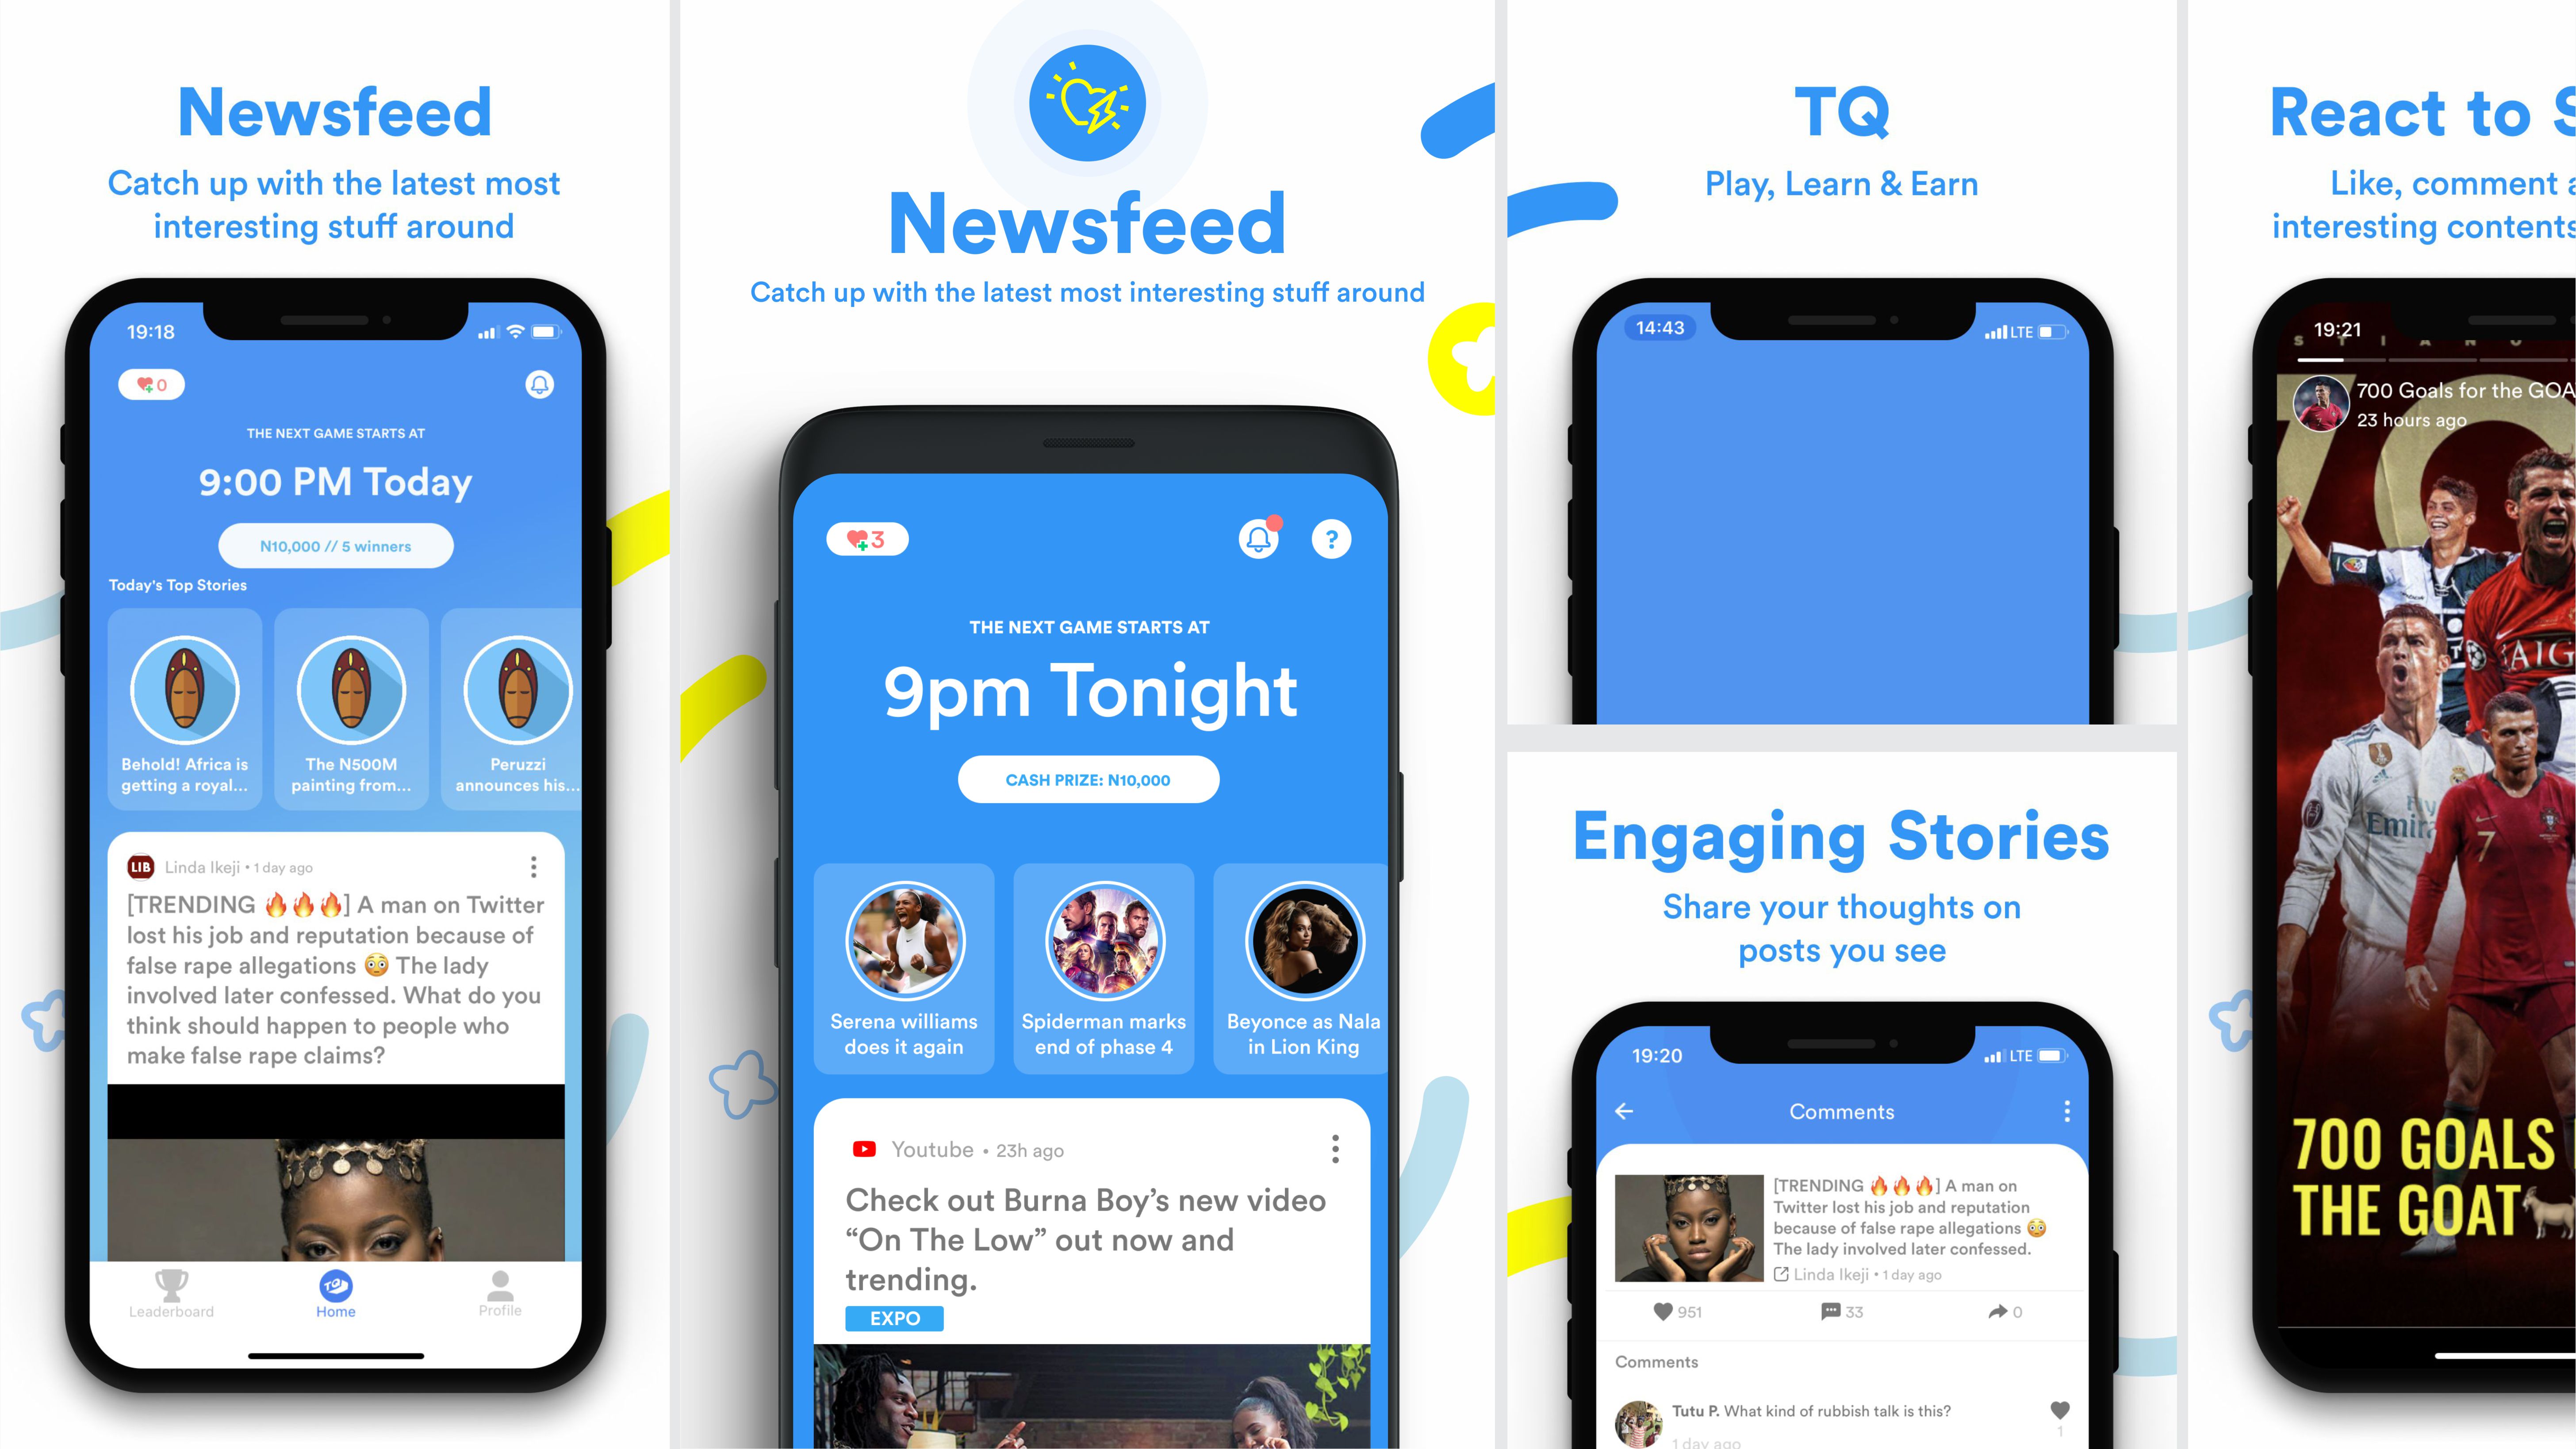 Newsfeed
Catch up with the latest most
interesting stuff around
19:18
0
THE NEXT GAME STARTS AT
9:00 PM Today
N10,000 // 5 winners
Today's Top Stories
Behold! Africa is
getting a royal...
The N500M
painting from...
Peruzzi
announces his...
LIB
Linda Ikeji • 1 day ago
[TRENDING 🔥🔥🔥] A man on Twitter
lost his job and reputation because of
false rape allegations 😳 The lady
involved later confessed. What do you
think should happen to people who
make false rape claims?
Leaderboard
Home
Profile
Newsfeed
Catch up with the latest most interesting stuff around
3
?
THE NEXT GAME STARTS AT
9pm Tonight
CASH PRIZE: N10,000
Serena williams
does it again
Spiderman marks
end of phase 4
Beyonce as Nala
in Lion King
Youtube • 23h ago
Check out Burna Boy’s new video
“On The Low” out now and
trending.
EXPO
TQ
Play, Learn & Earn
14:43
LTE
Engaging Stories
Share your thoughts on
posts you see
19:20
LTE
Comments
[TRENDING 🔥🔥🔥] A man on
Twitter lost his job and reputation
because of false rape allegations 😳
The lady involved later confessed.
Linda Ikeji • 1 day ago
951
33
0
Comments
Tutu P. What kind of rubbish talk is this?
1
1 day ago
React to S
Like, comment a
interesting contents
19:21
700 Goals for the GOA
23 hours ago
AIG
Fly
Emira
7
700 GOALS
THE GOAT